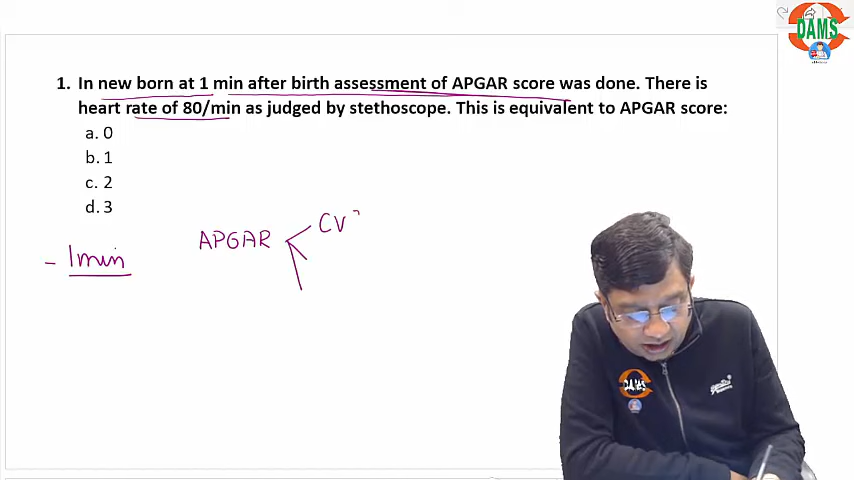 DAMS
1. In new born at 1 min after birth assessment of APGAR score was done. There is
heart rate of 80/min as judged by stethoscope. This is equivalent to APGAR score:
a. 0
b. 1
c. 2
d. 3
APGAR
CV
- 1min
DAMS